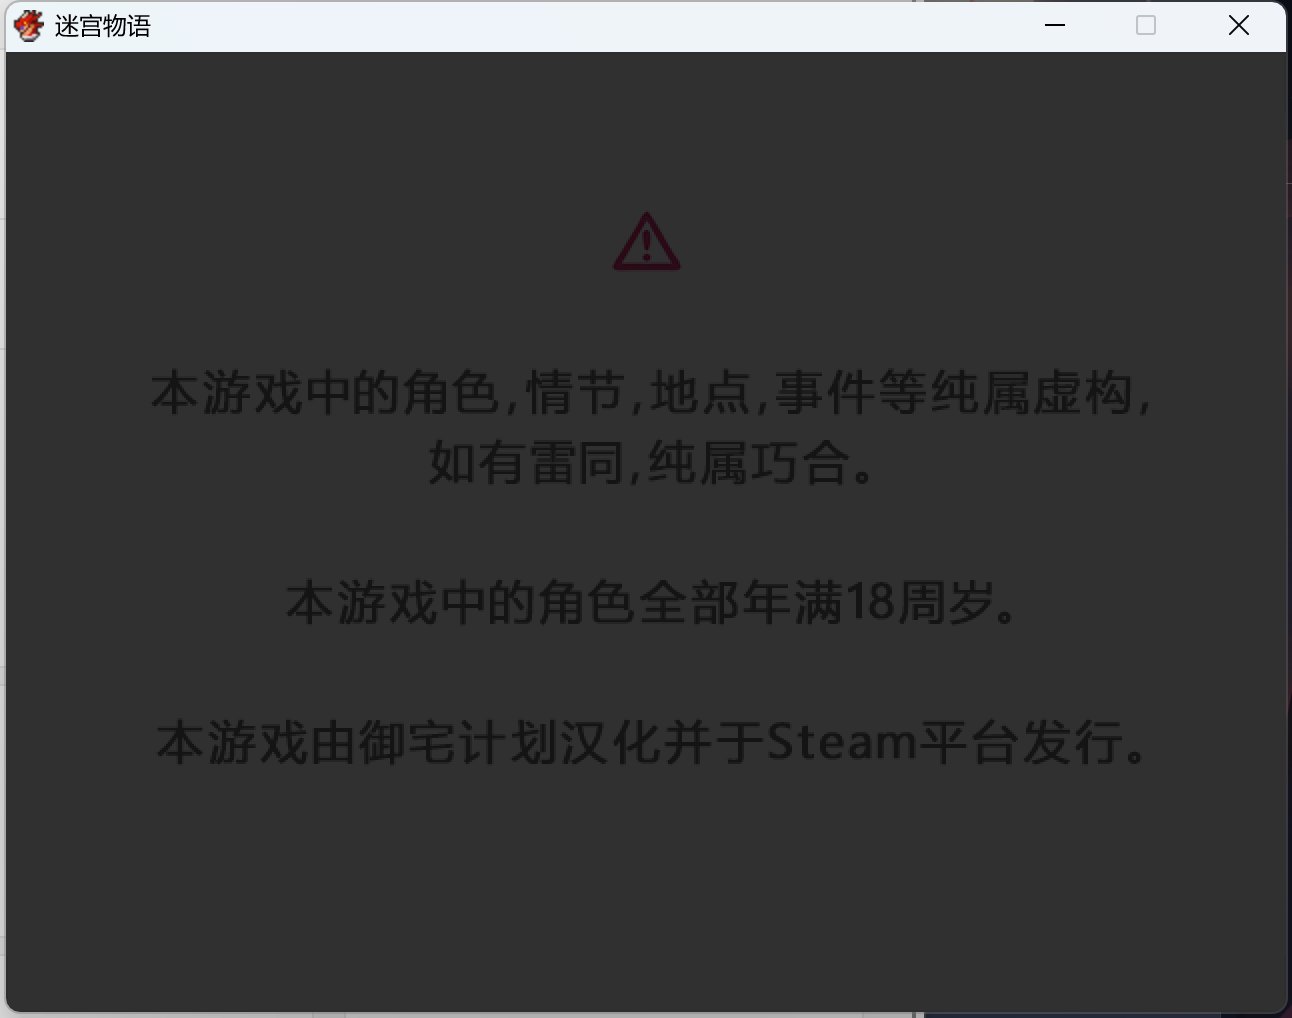 迷宫物语
本游戏中的角色,情节,地点,事件等纯属虚构,
如有雷同,纯属巧合。
本游戏中的角色全部年满18周岁。
本游戏由御宅计划汉化并于Steam平台发行。